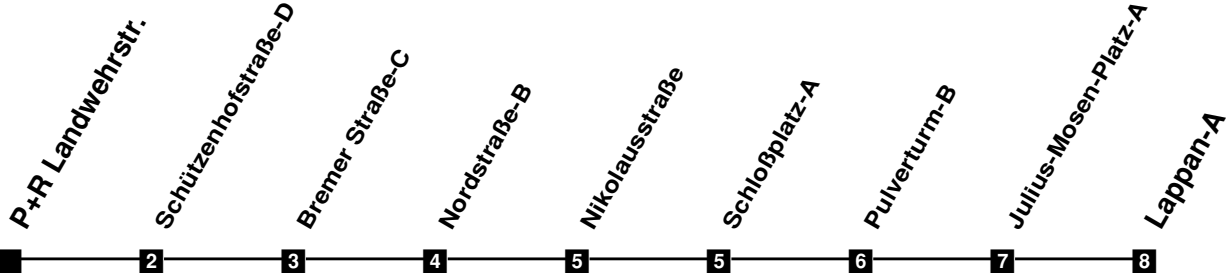 P+R Landwehrstr.
Schützenhofstraße-D
Bremer Straße-C
Nordstraße-B
Nikolausstraße
Schloßplatz-A
Pulverturm-B
Julius-Mosen-Platz-A
Lappan-A
2 3 4 5 5 6 7 8